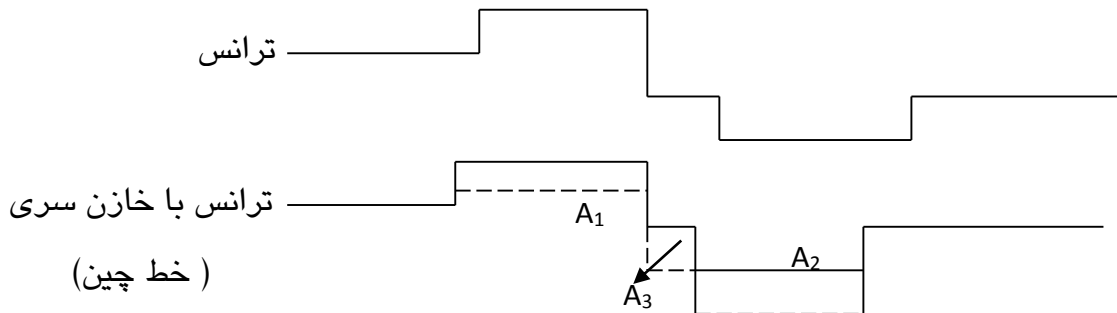 ترانس
ترانس با خازن سری
( خط چین)
A₁
A₂
A₃